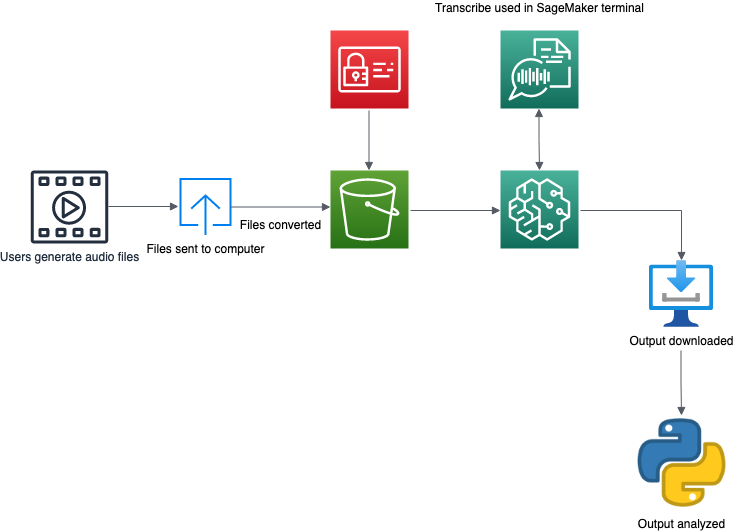 Transcribe used in SageMaker terminal
Users generate audio files
Files sent to computer
Files converted
Output downloaded
Output analyzed